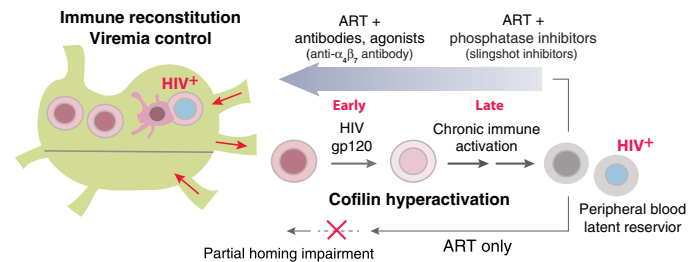 Immune reconstitution
Viremia control
ART +
antibodies, agonists
(anti-α4β7 antibody)
ART +
phosphatase inhibitors
(slingshot inhibitors)
HIV+
Early
Late
HIV
gp120
Chronic immune
activation
HIV+
Cofilin hyperactivation
Peripheral blood
latent reservior
Partial homing impairment
ART only